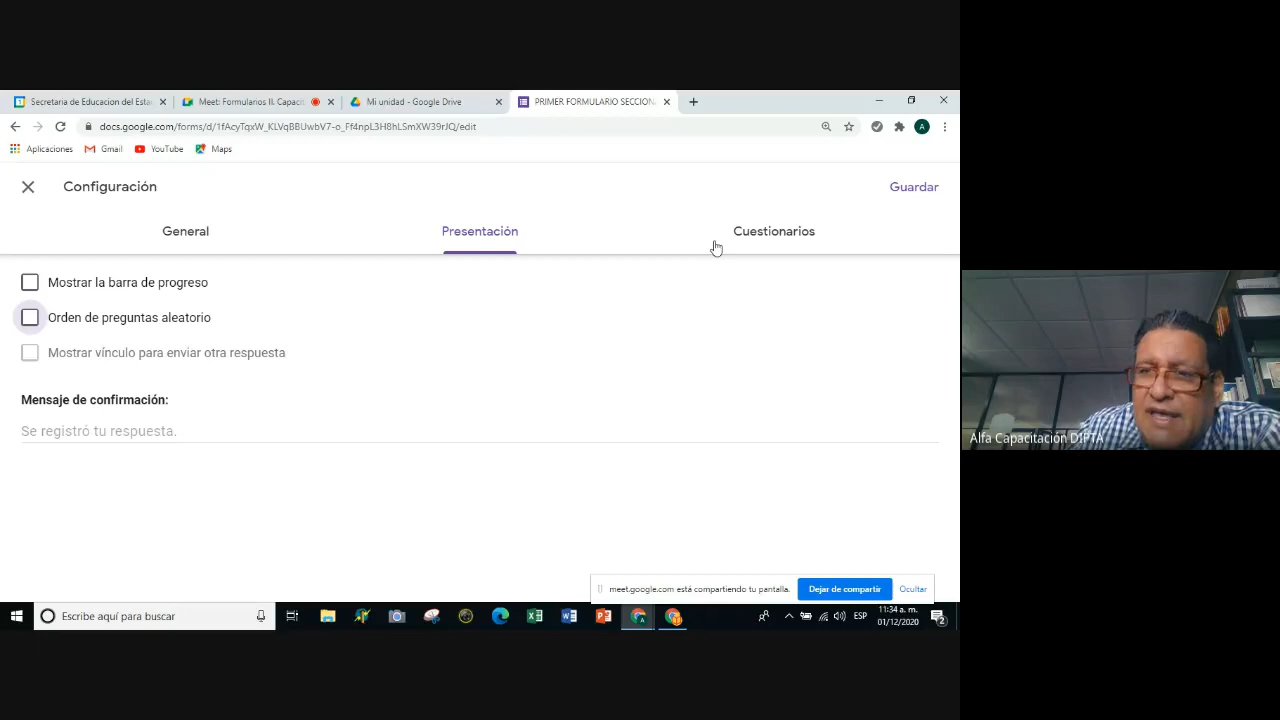 Secretaria de Educacion del Esta
Meet: Formularios II. Capaci
Mi unidad - Google Drive
PRIMER FORMULARIO SECCION
docs.google.com/forms/d/1fAcyTqxW_KLVqBBUwbV7-o_Ff4npL3H8hLSmXW39rJQ/edit
A
Aplicaciones
Gmail
YouTube
Maps
Configuración
Guardar
General
Presentación
Cuestionarios
Mostrar la barra de progreso
Orden de preguntas aleatorio
Mostrar vínculo para enviar otra respuesta
Mensaje de confirmación:
Se registró tu respuesta.
Alfa Capacitación DIPTA
meet.google.com está compartiendo tu pantalla.
Dejar de compartir
Ocultar
Escribe aquí para buscar
ESP
11:34 a. m.
01/12/2020
2